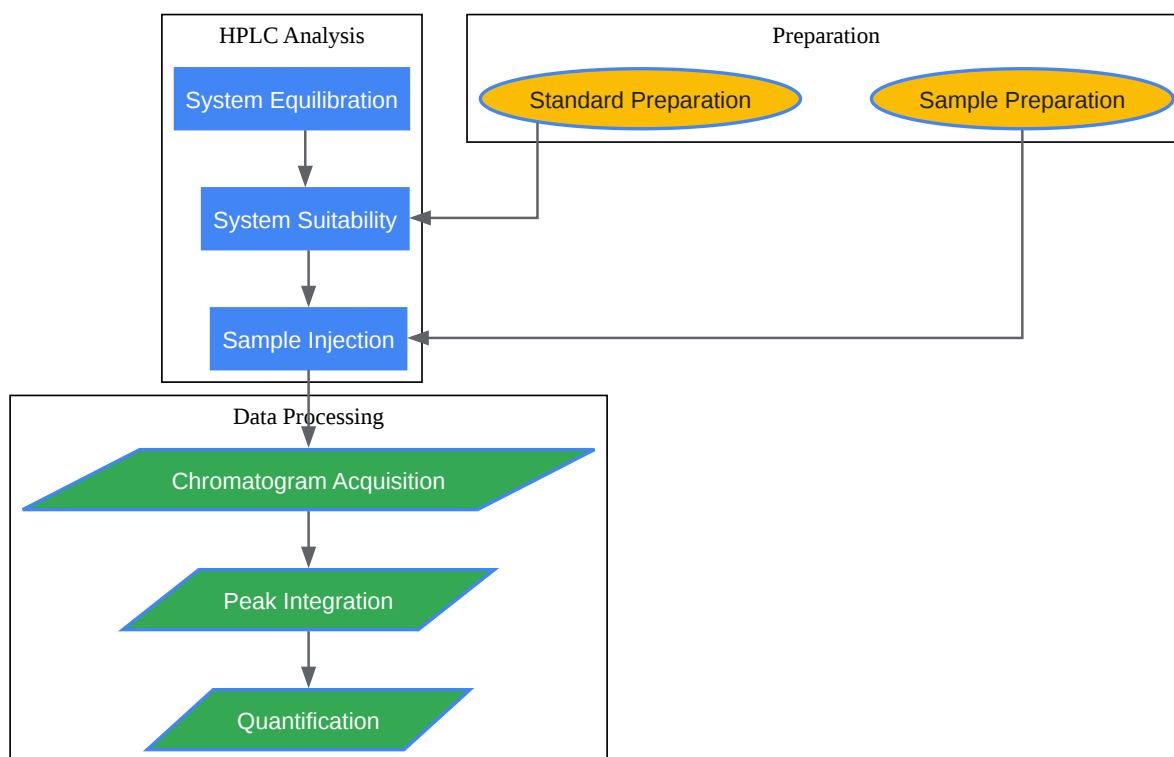 HPLC Analysis
Preparation
System Equilibration
Standard Preparation
Sample Preparation
System Suitability
Sample Injection
Data Processing
Chromatogram Acquisition
Peak Integration
Quantification